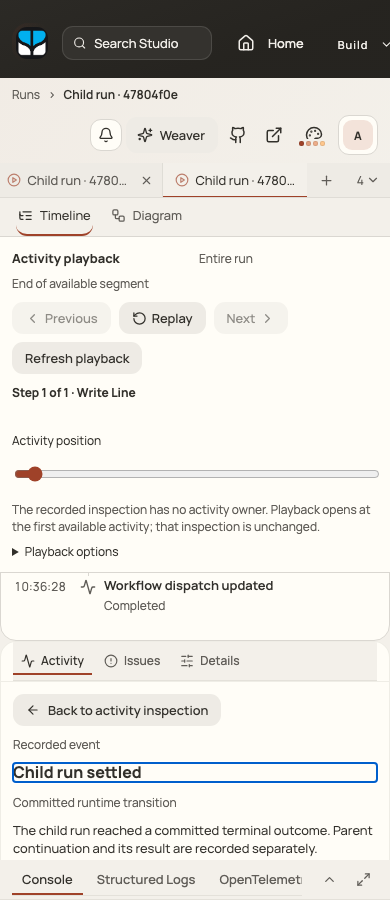 Search Studio
Home
Build
Runs > Child run · 47804f0e
Weaver
A
Child run · 4780...
Child run · 4780...
4
Timeline
Diagram
Activity playback
Entire run
End of available segment
Previous
Replay
Next
Refresh playback
Step 1 of 1 · Write Line
Activity position
The recorded inspection has no activity owner. Playback opens at
the first available activity; that inspection is unchanged.
Playback options
10:36:28
Workflow dispatch updated
Completed
Activity
Issues
Details
Back to activity inspection
Recorded event
Child run settled
Committed runtime transition
The child run reached a committed terminal outcome. Parent
continuation and its result are recorded separately.
Console
Structured Logs
OpenTelemet